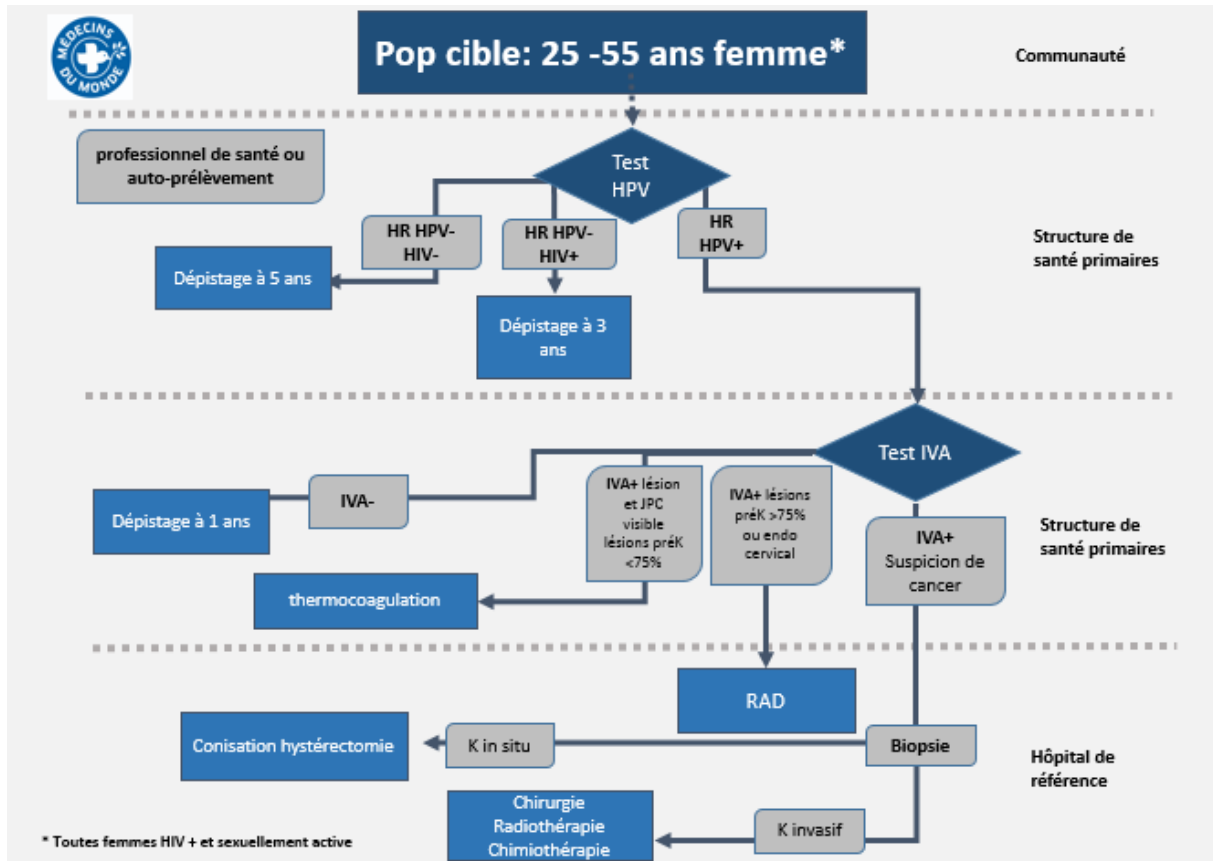 MÉDECINS
DU MONDE
Pop cible: 25 -55 ans femme*
Communauté
professionnel de santé ou
auto-prélèvement
Test
HPV
HR HPV-
HIV-
HR HPV-
HIV+
HR
HPV+
Structure de
santé primaires
Dépistage à 5 ans
Dépistage à 3
ans
Test IVA
IVA-
Dépistage à 1 ans
IVA+ lésion
et JPC
visible
lésions préK
<75%
IVA+ lésions
préK >75%
ou endo
cervical
IVA+
Suspicion de
cancer
Structure de
santé primaires
thermocoagulation
RAD
Conisation hystérectomie
K in situ
Biopsie
Hôpital de
référence
Chirurgie
Radiothérapie
Chimiothérapie
K invasif
* Toutes femmes HIV + et sexuellement active